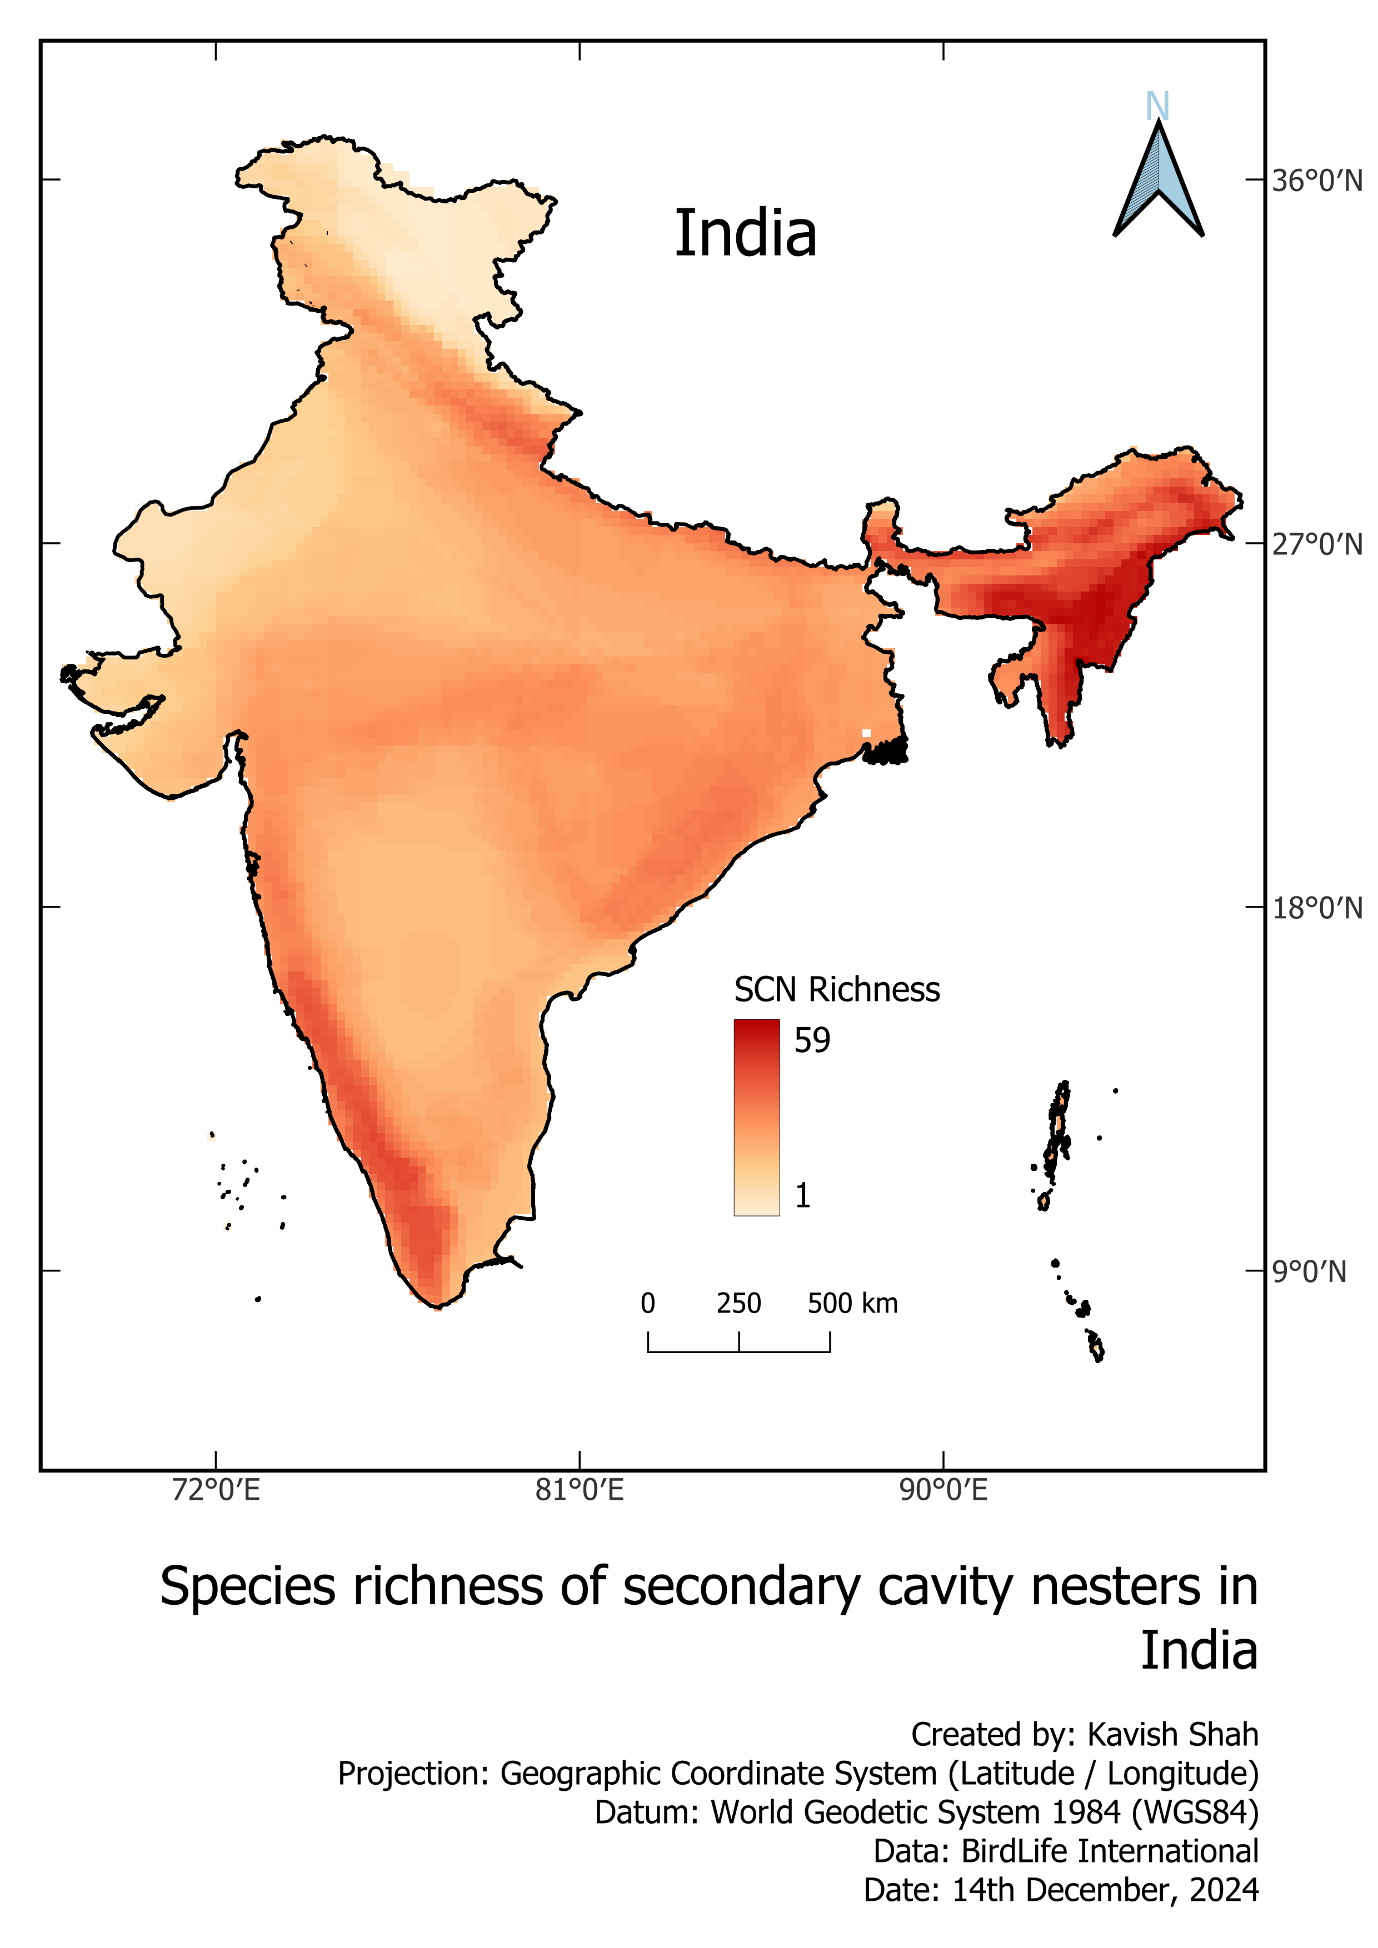 N
India
36°0′N
27°0′N
18°0′N
9°0′N
SCN Richness
59
1
0 250 500 km
72°0′E 81°0′E 90°0′E
Species richness of secondary cavity nesters in
India
Created by: Kavish Shah
Projection: Geographic Coordinate System (Latitude / Longitude)
Datum: World Geodetic System 1984 (WGS84)
Data: BirdLife International
Date: 14th December, 2024